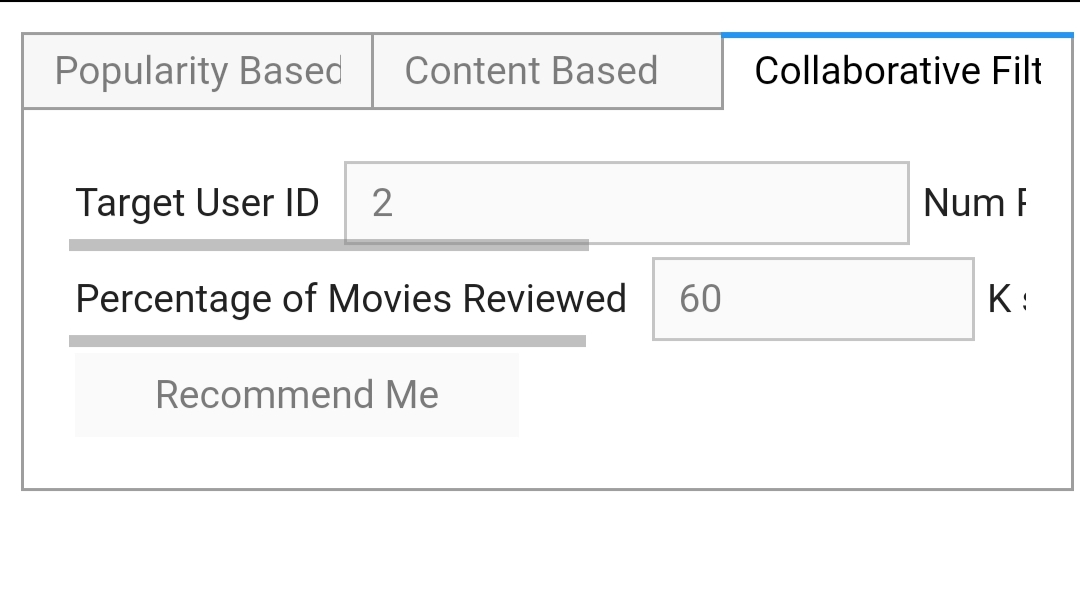 Popularity Based Content Based Collaborative Filt
Target User ID 2 Num
Percentage of Movies Reviewed 60 K
Recommend Me